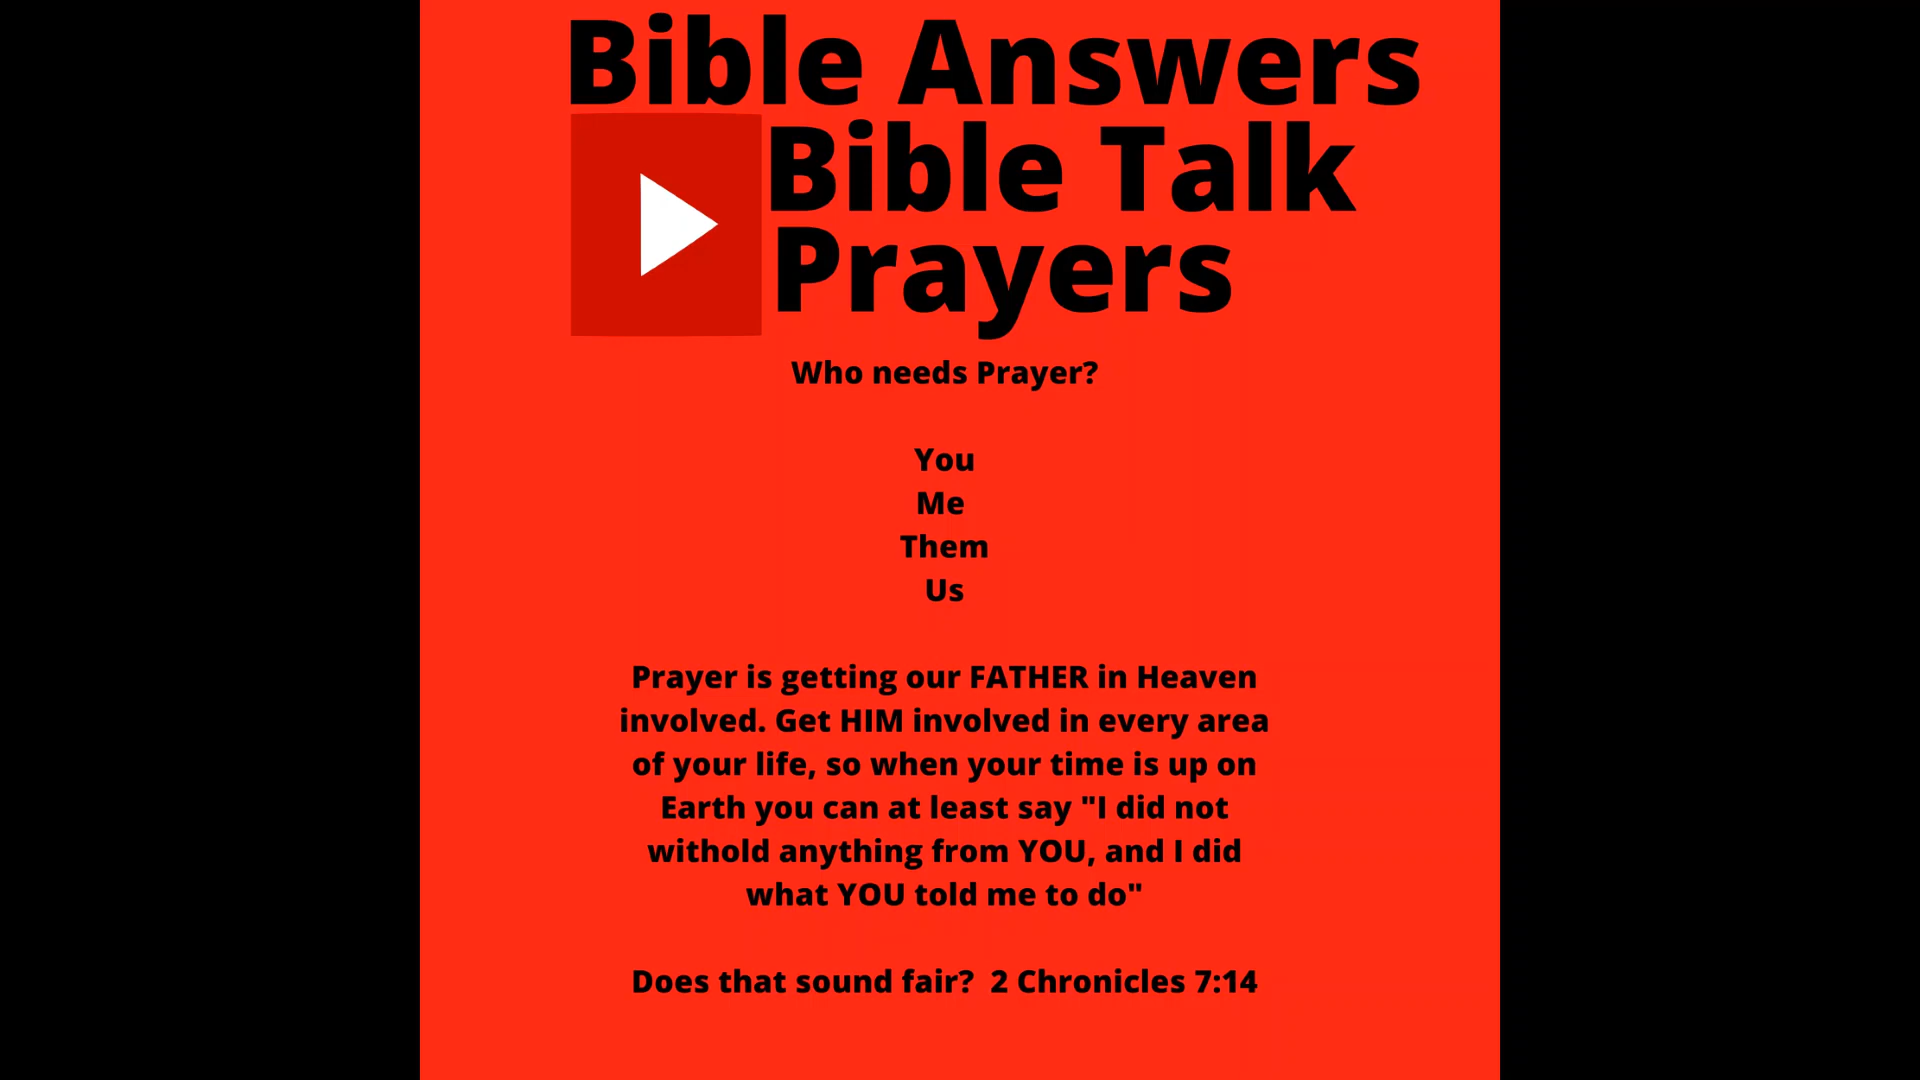 Bible Answers
Bible Talk
Prayers
Who needs Prayer?
You
Me
Them
Us
Prayer is getting our FATHER in Heaven
involved. Get HIM involved in every area
of your life, so when your time is up on
Earth you can at least say "I did not
withold anything from YOU, and I did
what YOU told me to do"
Does that sound fair?  2 Chronicles 7:14